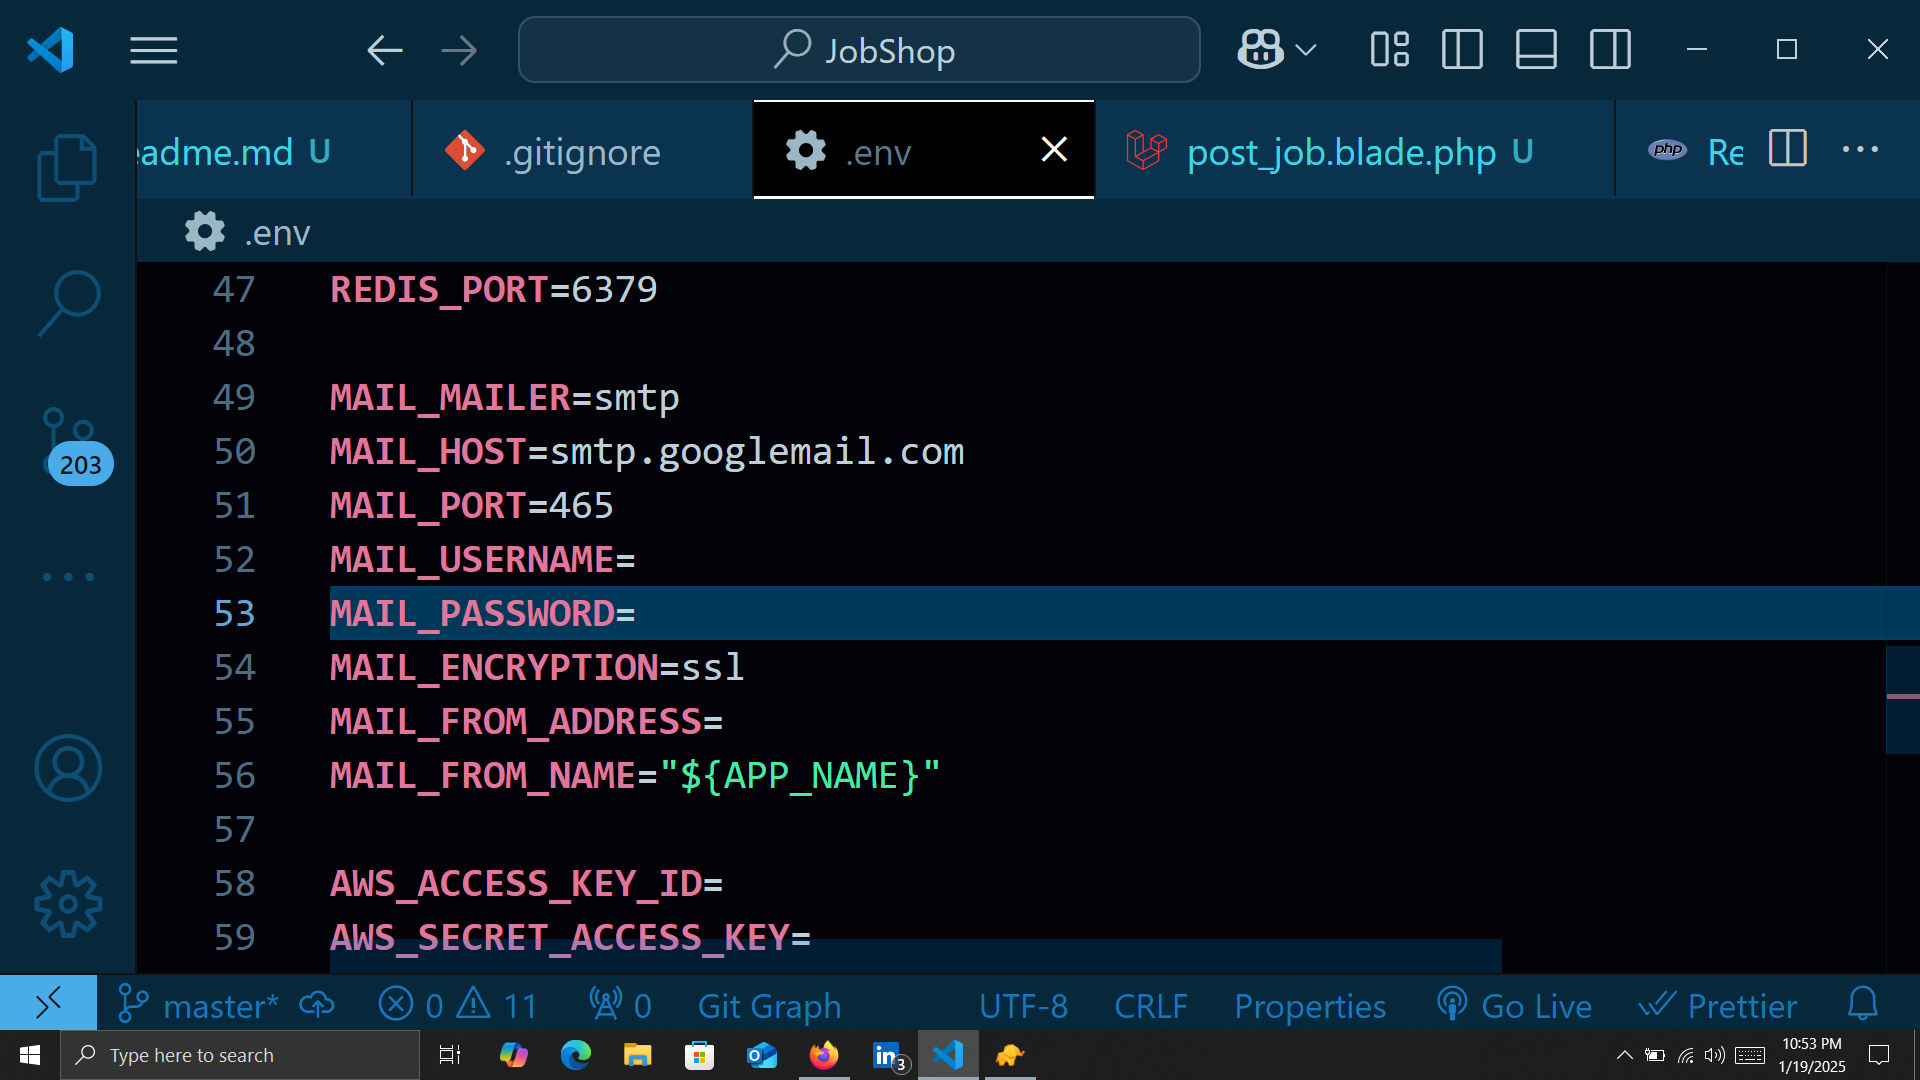 JobShop
eadme.md U
.gitignore
.env
post_job.blade.php U
php Re
.env
47 REDIS_PORT=6379
48
49 MAIL_MAILER=smtp
50 MAIL_HOST=smtp.googlemail.com
51 MAIL_PORT=465
52 MAIL_USERNAME=
53 MAIL_PASSWORD=
54 MAIL_ENCRYPTION=ssl
55 MAIL_FROM_ADDRESS=
56 MAIL_FROM_NAME="${APP_NAME}"
57
58 AWS_ACCESS_KEY_ID=
59 AWS_SECRET_ACCESS_KEY=
203
master* 0 11 0 Git Graph UTF-8 CRLF Properties Go Live Prettier
Type here to search
3
10:53 PM
1/19/2025